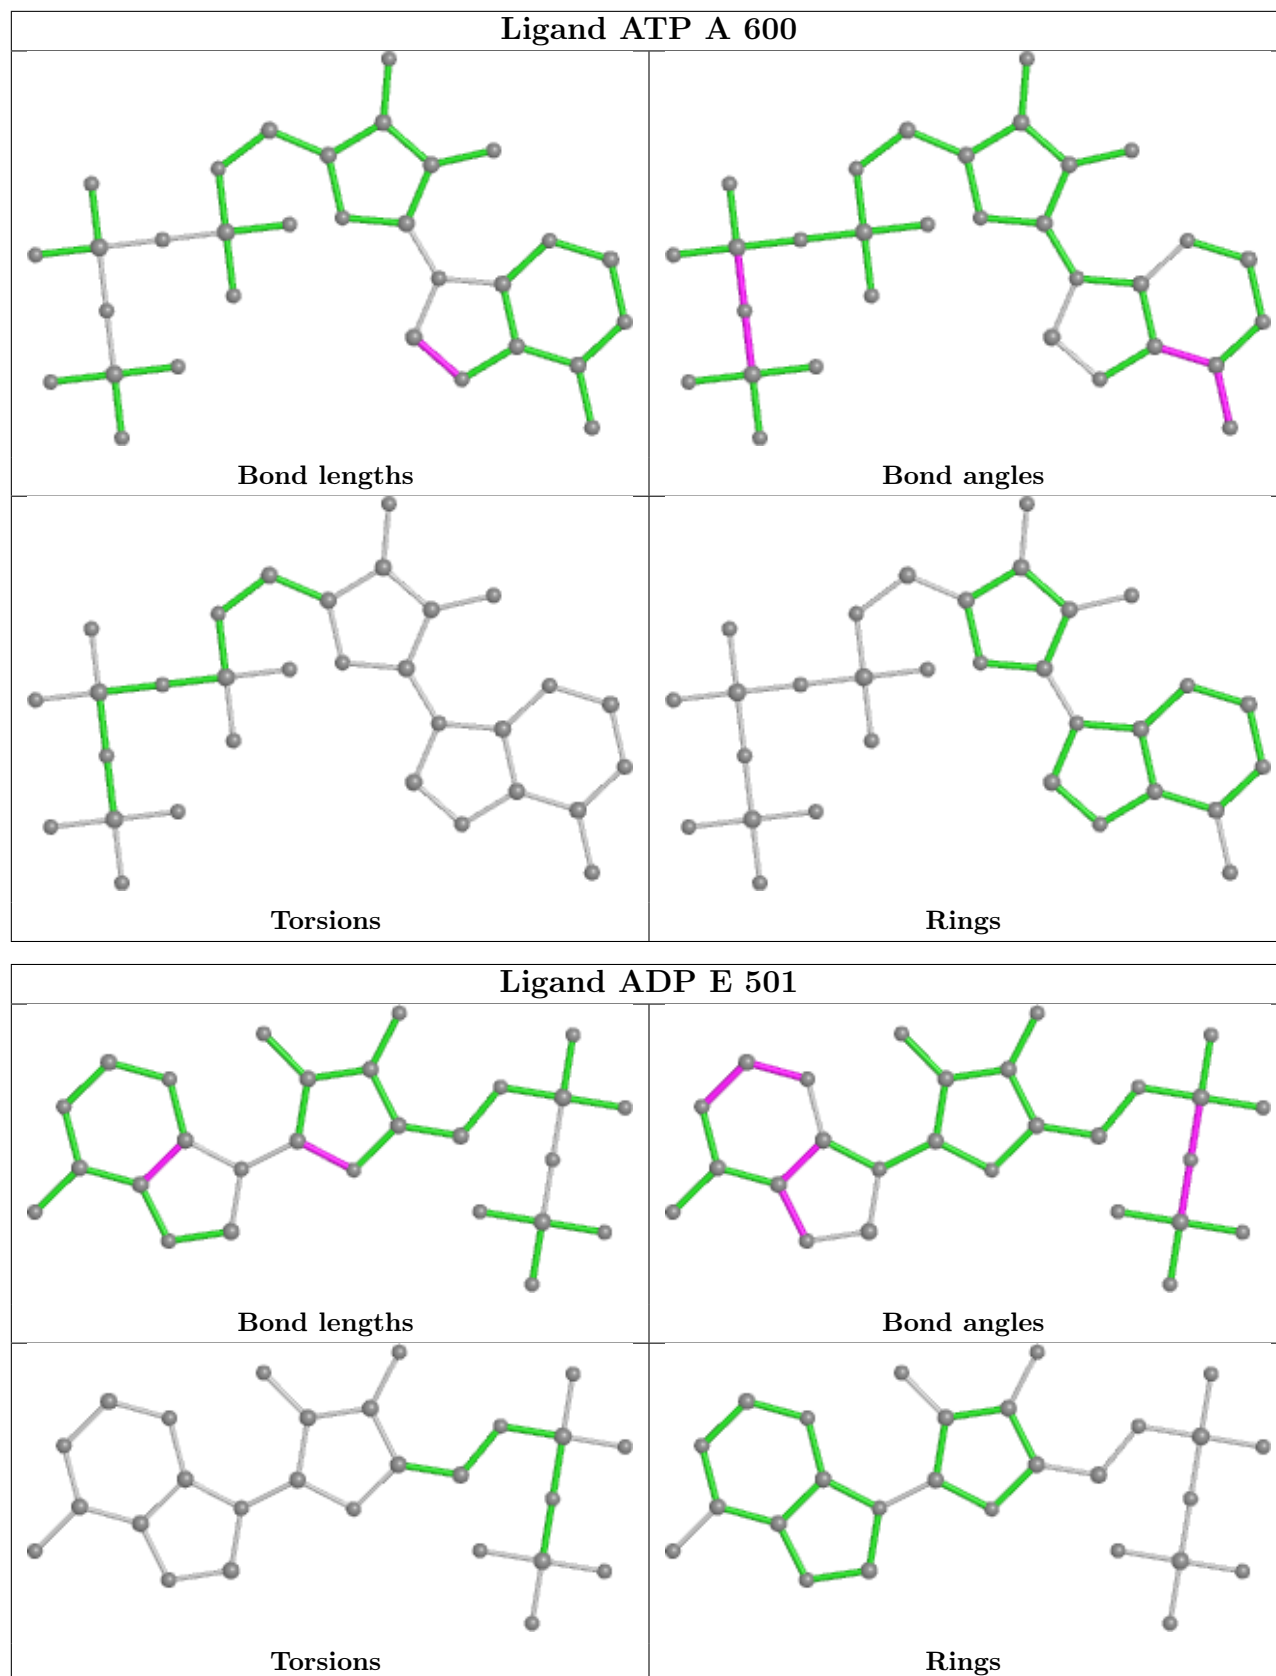 Ligand ATP A 600
Bond lengths
Bond angles
Torsions
Rings
Ligand ADP E 501
Bond lengths
Bond angles
Torsions
Rings